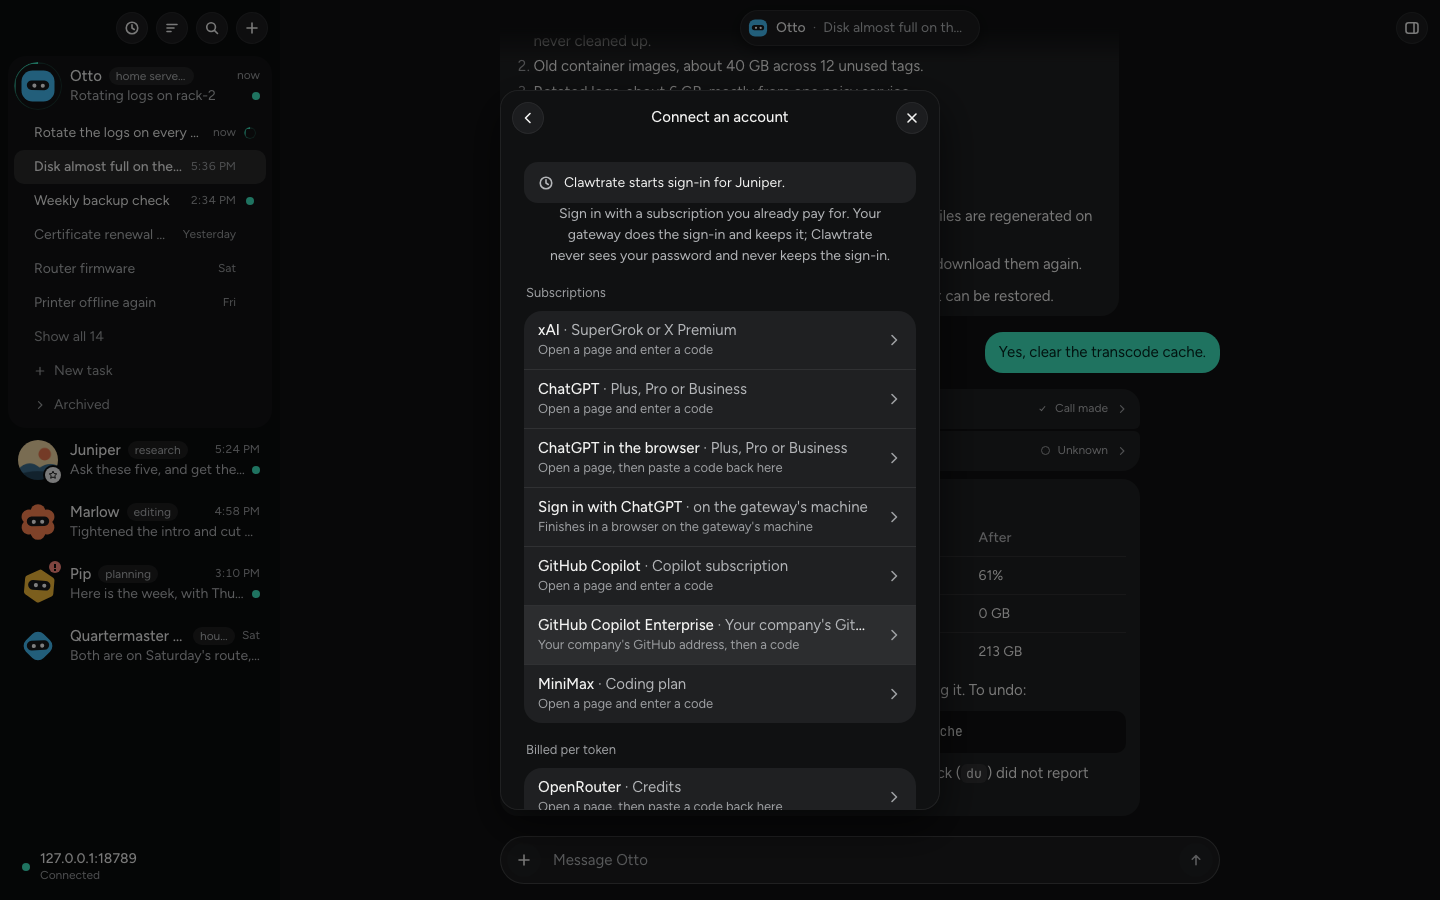 Otto
home serve...
now
Rotating logs on rack-2
Rotate the logs on every ...
now
Disk almost full on the...
5:36 PM
Weekly backup check
2:34 PM
Certificate renewal ...
Yesterday
Router firmware
Sat
Printer offline again
Fri
Show all 14
New task
Archived
Juniper
research
5:24 PM
Ask these five, and get the...
Marlow
editing
4:58 PM
Tightened the intro and cut ...
Pip
planning
3:10 PM
Here is the week, with Thu...
Quartermaster ...
hou...
Sat
Both are on Saturday's route,...
127.0.0.1:18789
Connected
Otto · Disk almost full on th...
never cleaned up.
2. Old container images, about 40 GB across 12 unused tags.
3. Rotated logs, about 6 GB, mostly from one noisy service.
Connect an account
Clawtrate starts sign-in for Juniper.
Sign in with a subscription you already pay for. Your
gateway does the sign-in and keeps it; Clawtrate
never sees your password and never keeps the sign-in.
Subscriptions
xAI · SuperGrok or X Premium
Open a page and enter a code
ChatGPT · Plus, Pro or Business
Open a page and enter a code
ChatGPT in the browser · Plus, Pro or Business
Open a page, then paste a code back here
Sign in with ChatGPT · on the gateway's machine
Finishes in a browser on the gateway's machine
GitHub Copilot · Copilot subscription
Open a page and enter a code
GitHub Copilot Enterprise · Your company's Git...
Your company's GitHub address, then a code
MiniMax · Coding plan
Open a page and enter a code
Billed per token
OpenRouter · Credits
Open a page, then paste a code back here
iles are regenerated on
download them again.
can be restored.
Yes, clear the transcode cache.
Call made
Unknown
After
61%
0 GB
213 GB
g it. To undo:
che
ck ( du ) did not report
Message Otto